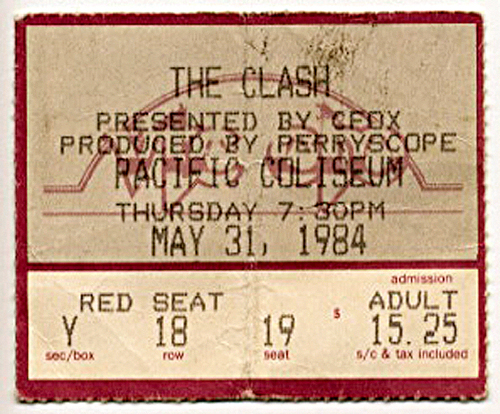 THE CLASH
PRESENTED BY CFOX
PRODUCED BY PERRYSCOPE
PACIFIC COLISEUM
THURSDAY 7:30PM
MAY 31, 1984
admission
RED SEAT ADULT
Y 18 19 $ 15.25
sec/box row seat s/c & tax included